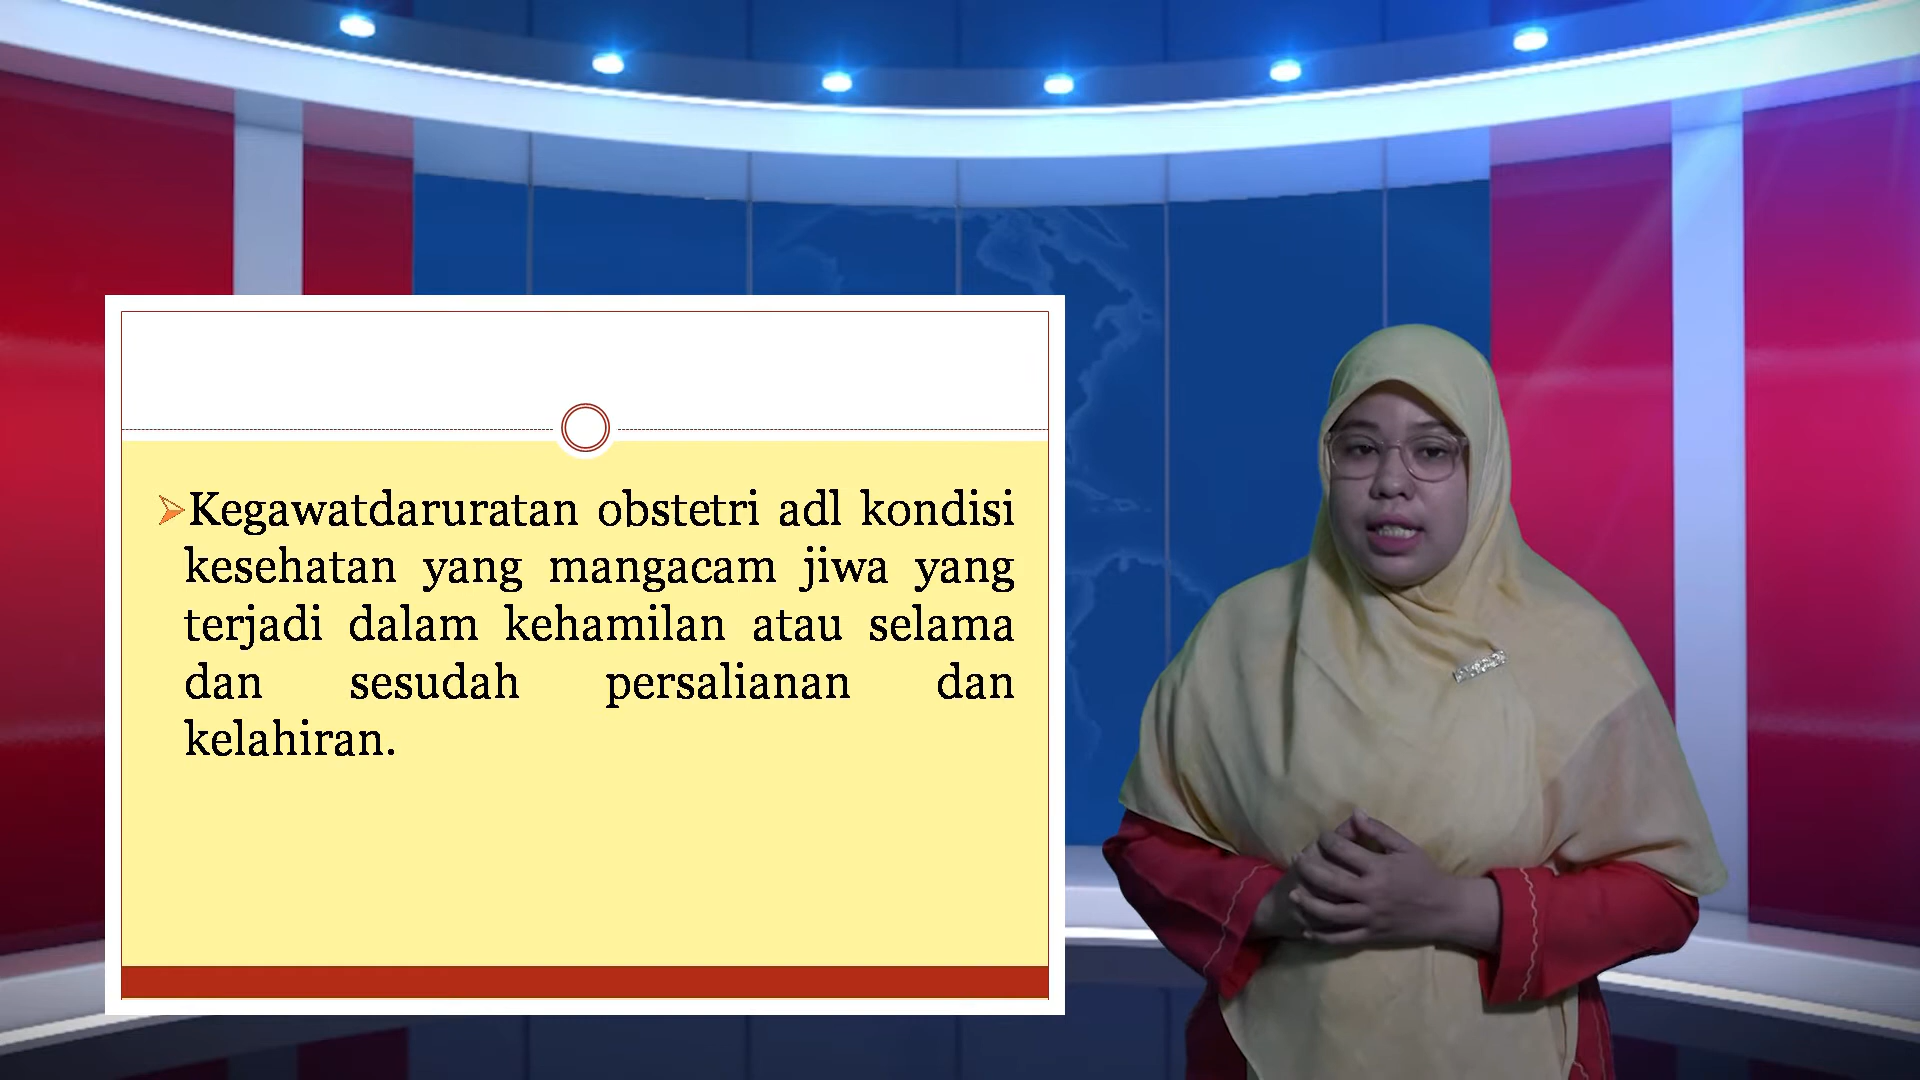 Kegawatdaruratan obstetri adl kondisi
kesehatan yang mangacam jiwa yang
terjadi dalam kehamilan atau selama
dan sesudah persalianan dan
kelahiran.